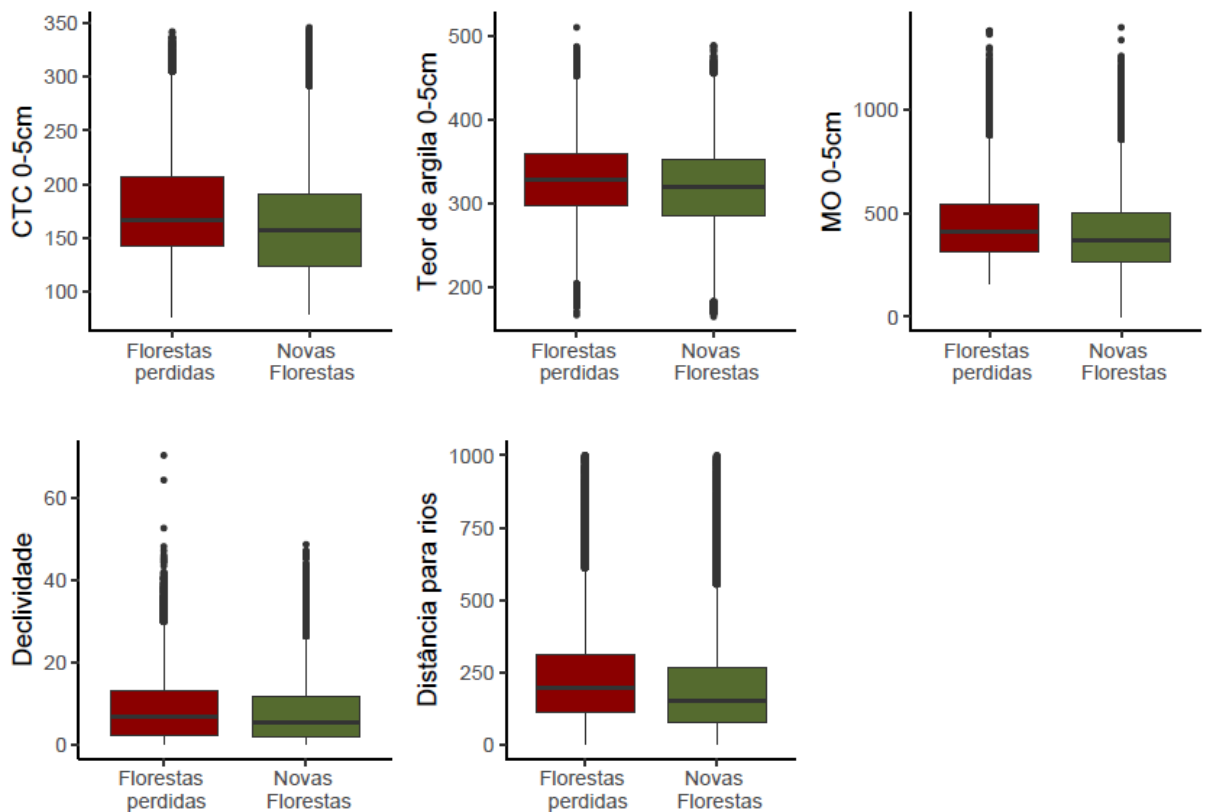 CTC 0-5cm
350
300
250
200
150
100
Florestas perdidas
Novas Florestas
Teor de argila 0-5cm
500
400
300
200
Florestas perdidas
Novas Florestas
MO 0-5cm
1000
500
0
Florestas perdidas
Novas Florestas
Declividade
60
40
20
0
Florestas perdidas
Novas Florestas
Distância para rios
1000
750
500
250
0
Florestas perdidas
Novas Florestas